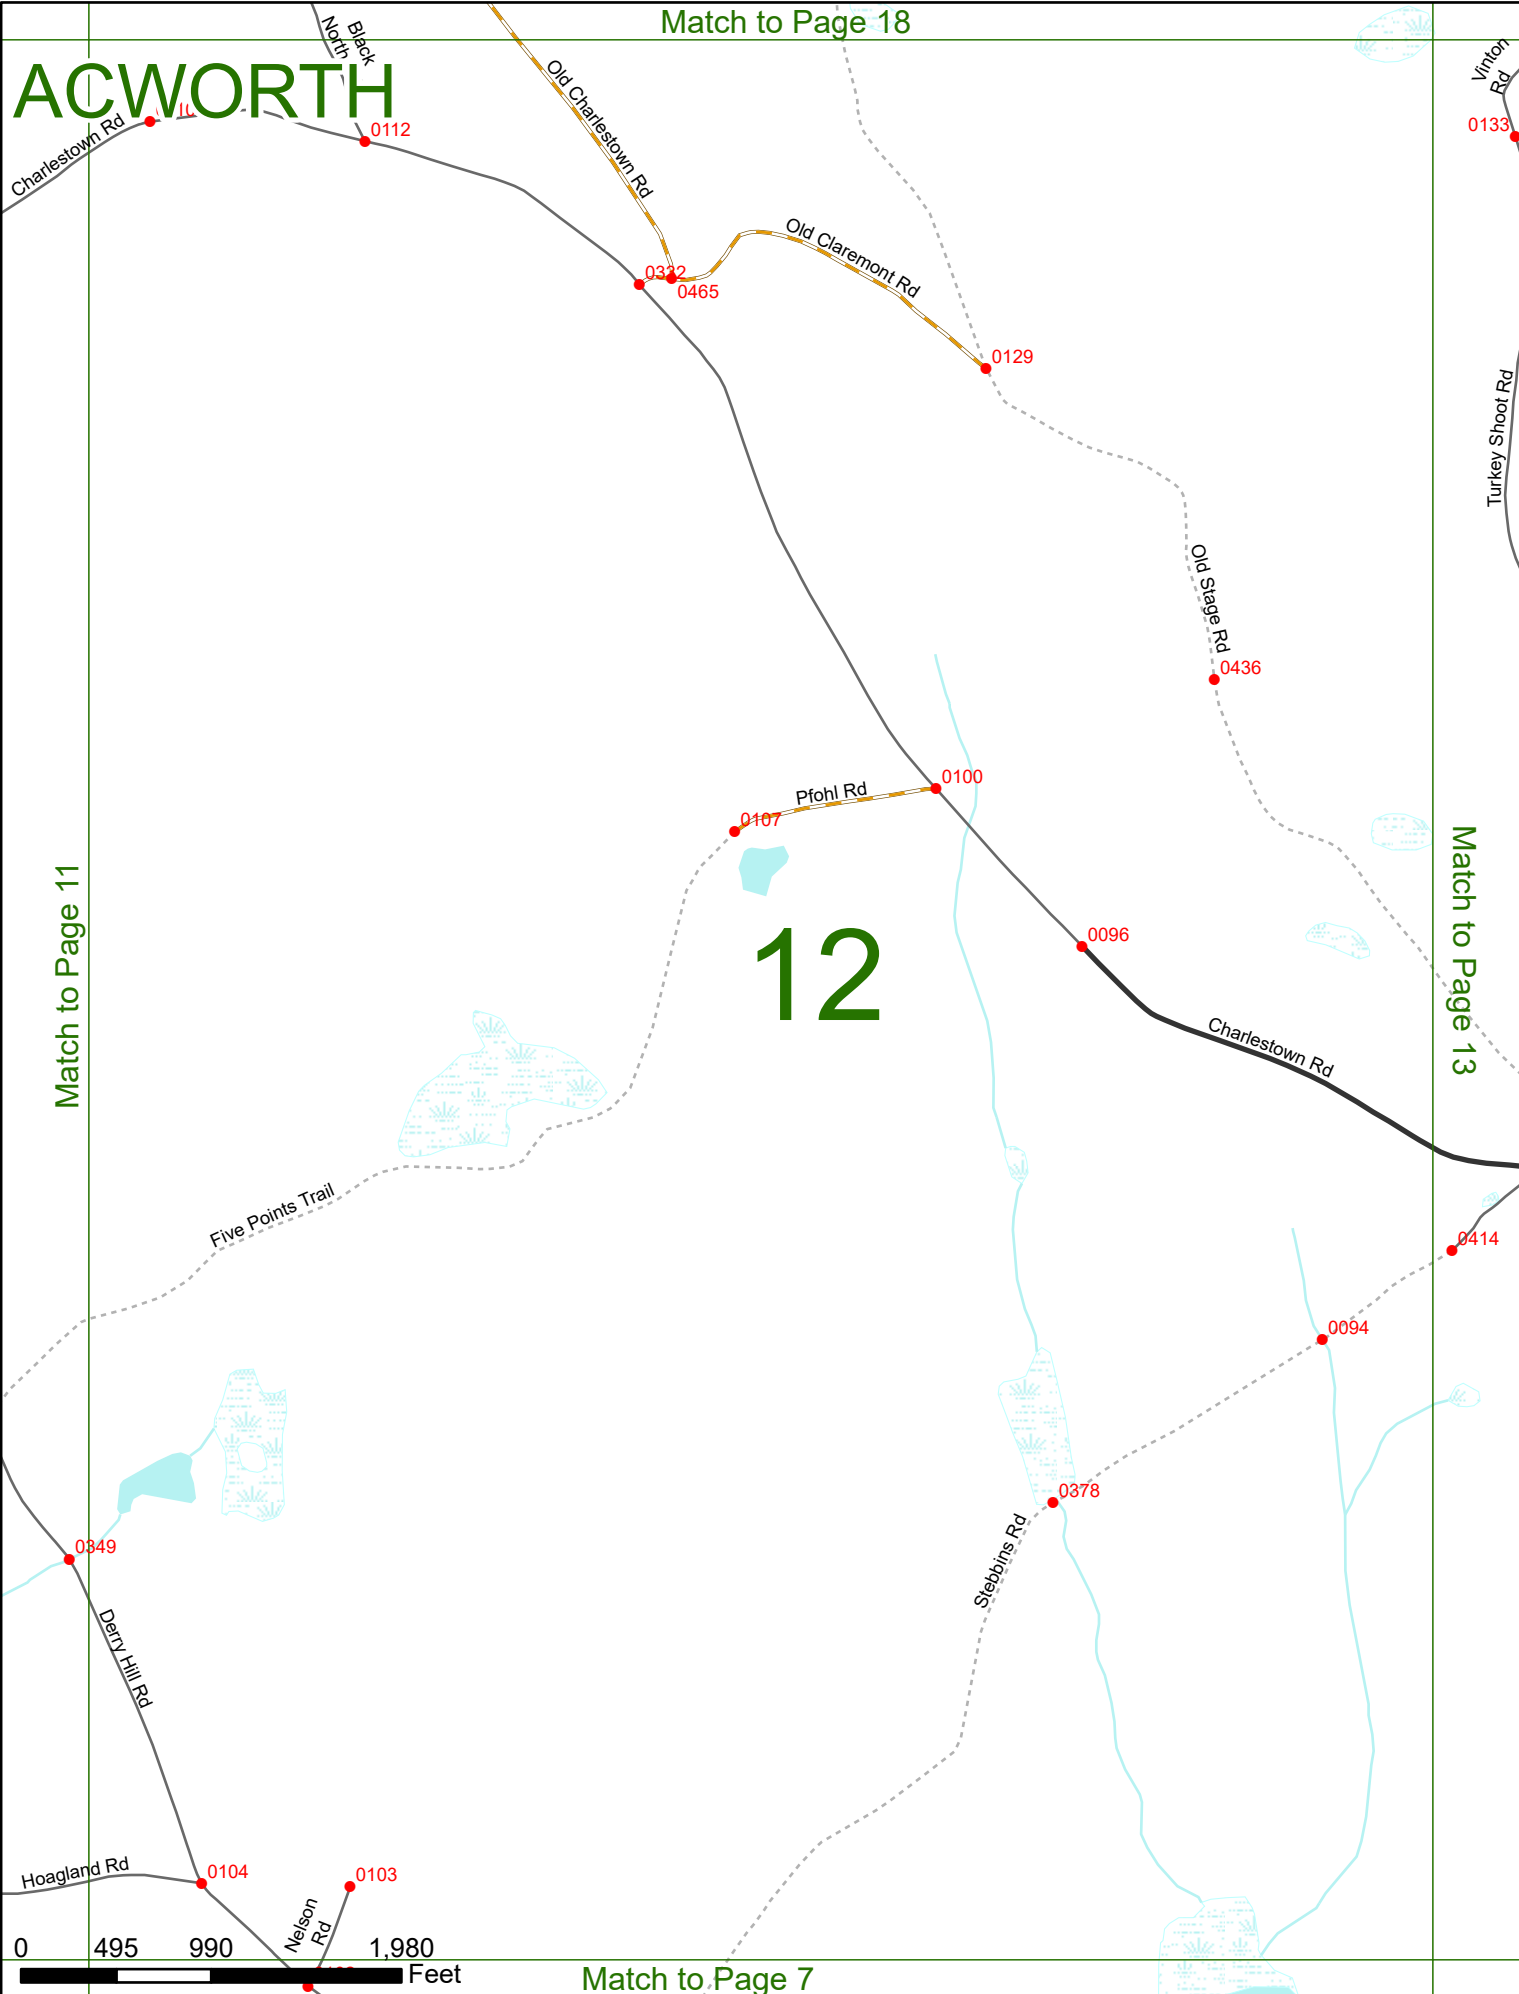 Match to Page 18
ACWORTH
North
Black
Old Charlestown Rd
Vinton
Rd
0133
Charlestown Rd
0112
Old Claremont Rd
0332
0465
0129
Turkey Shoot Rd
Old Stage Rd
0436
0100
Pfohl Rd
0107
Match to Page 11
12
0096
Match to Page 13
Charlestown Rd
Five Points Trail
0414
0094
0378
Stebbins Rd
0349
Derry Hill Rd
Hoagland Rd
0104
0103
Nelson
Rd
0 495 990 1,980
Feet
Match to Page 7